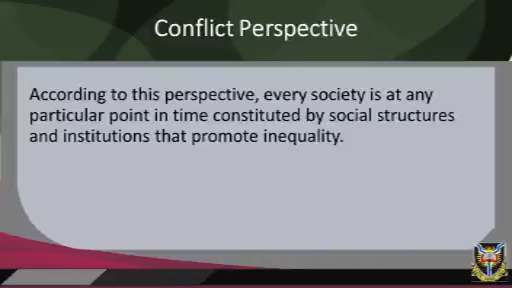 Conflict Perspective
According to this perspective, every society is at any
particular point in time constituted by social structures
and institutions that promote inequality.